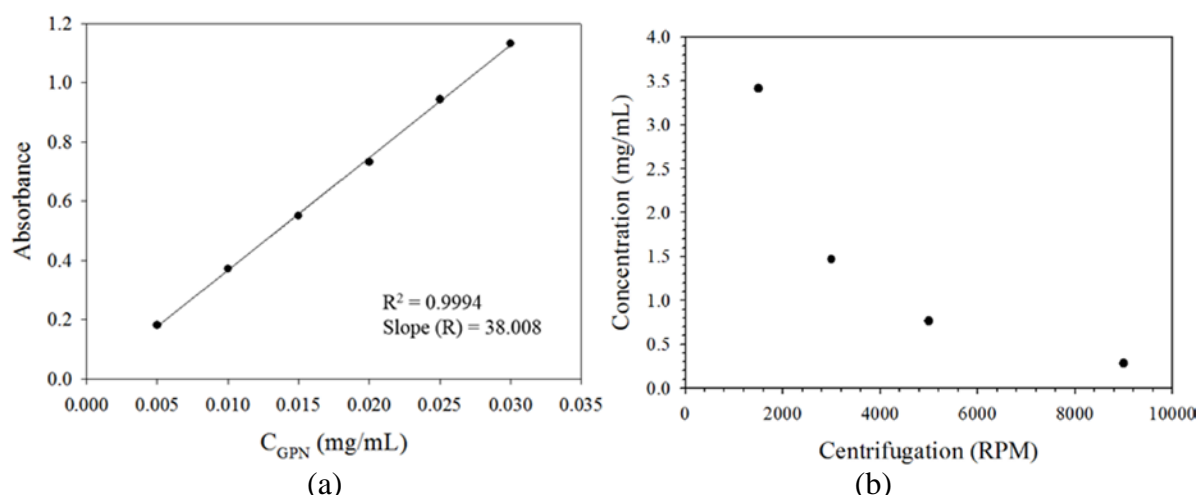 1.2
1.0
0.8
0.6
0.4
0.2
0.0
Absorbance
R² = 0.9994
Slope (R) = 38.008
0.000 0.005 0.010 0.015 0.020 0.025 0.030 0.035
C_GPN (mg/mL)
(a)
4.0
3.5
3.0
2.5
2.0
1.5
1.0
0.5
0.0
Concentration (mg/mL)
0 2000 4000 6000 8000 10000
Centrifugation (RPM)
(b)